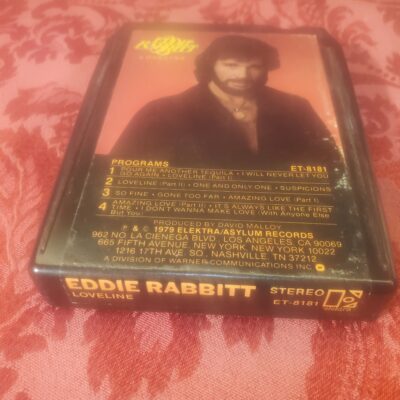 EDDIE
RABBITT
LOVELINE
PROGRAMS ET-8181
1 POUR ME ANOTHER TEQUILA • I WILL NEVER LET YOU
GO AGAIN • LOVELINE (Part I)
2 LOVELINE (Part II) • ONE AND ONLY ONE • SUSPICIONS
3 SO FINE • GONE TOO FAR • AMAZING LOVE (Part I)
4 AMAZING LOVE (Part II) • IT'S ALWAYS LIKE THE FIRST
TIME • I DON'T WANNA MAKE LOVE (With Anyone Else
But You)
PRODUCED BY DAVID MALLOY
℗ & © 1979 ELEKTRA/ASYLUM RECORDS
962 NO. LA CIENEGA BLVD., LOS ANGELES, CA 90069
665 FIFTH AVENUE, NEW YORK, NEW YORK 10022
1216 17TH AVE. SO., NASHVILLE, TN 37212
A DIVISION OF WARNER COMMUNICATIONS INC.
EDDIE RABBITT STEREO
LOVELINE ET-8181